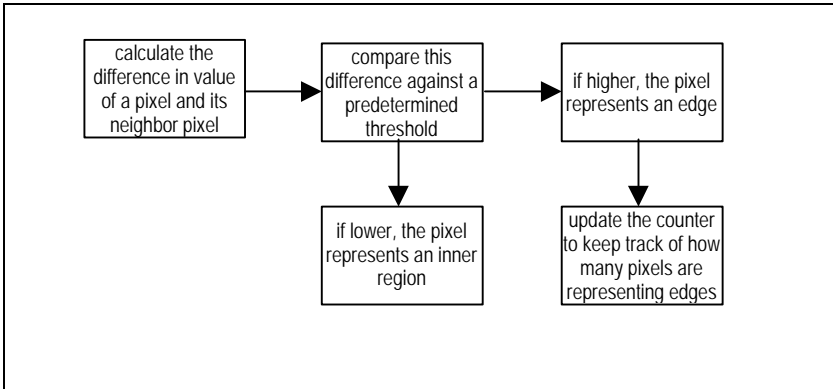 calculate the
difference in value
of a pixel and its
neighbor pixel
compare this
difference against a
predetermined
threshold
if higher, the pixel
represents an edge
if lower, the pixel
represents an inner
region
update the counter
to keep track of how
many pixels are
representing edges